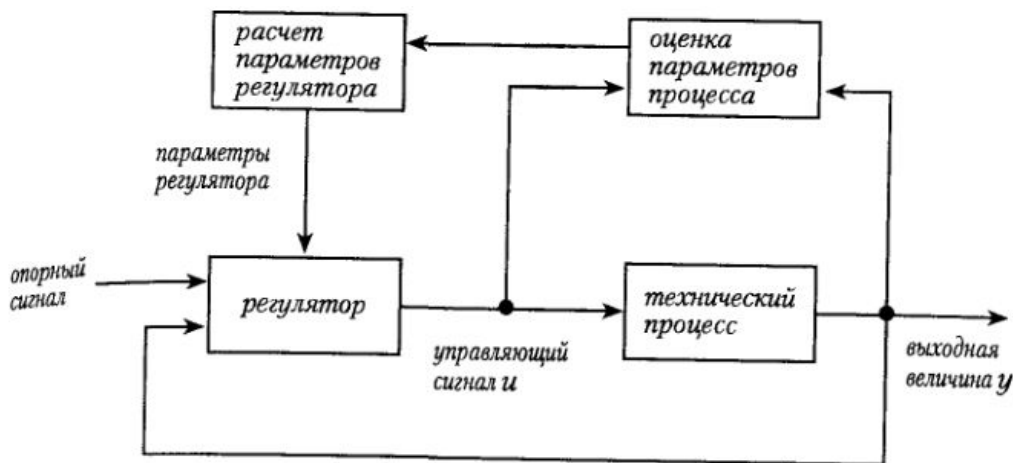 расчет
параметров
регулятора
оценка
параметров
процесса
параметры
регулятора
опорный
сигнал
регулятор
технический
процесс
управляющий
сигнал u
выходная
величина y